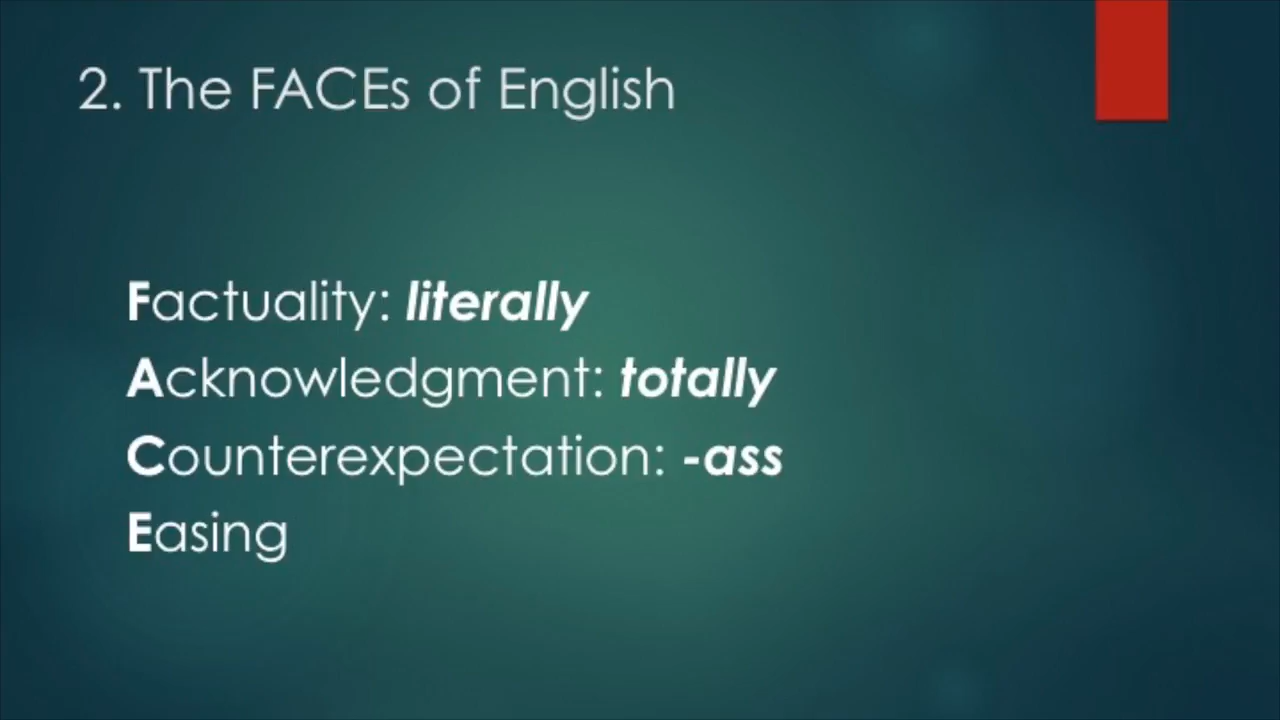 2. The FACEs of English
Factuality: literally
Acknowledgment: totally
Counterexpectation: -ass
Easing